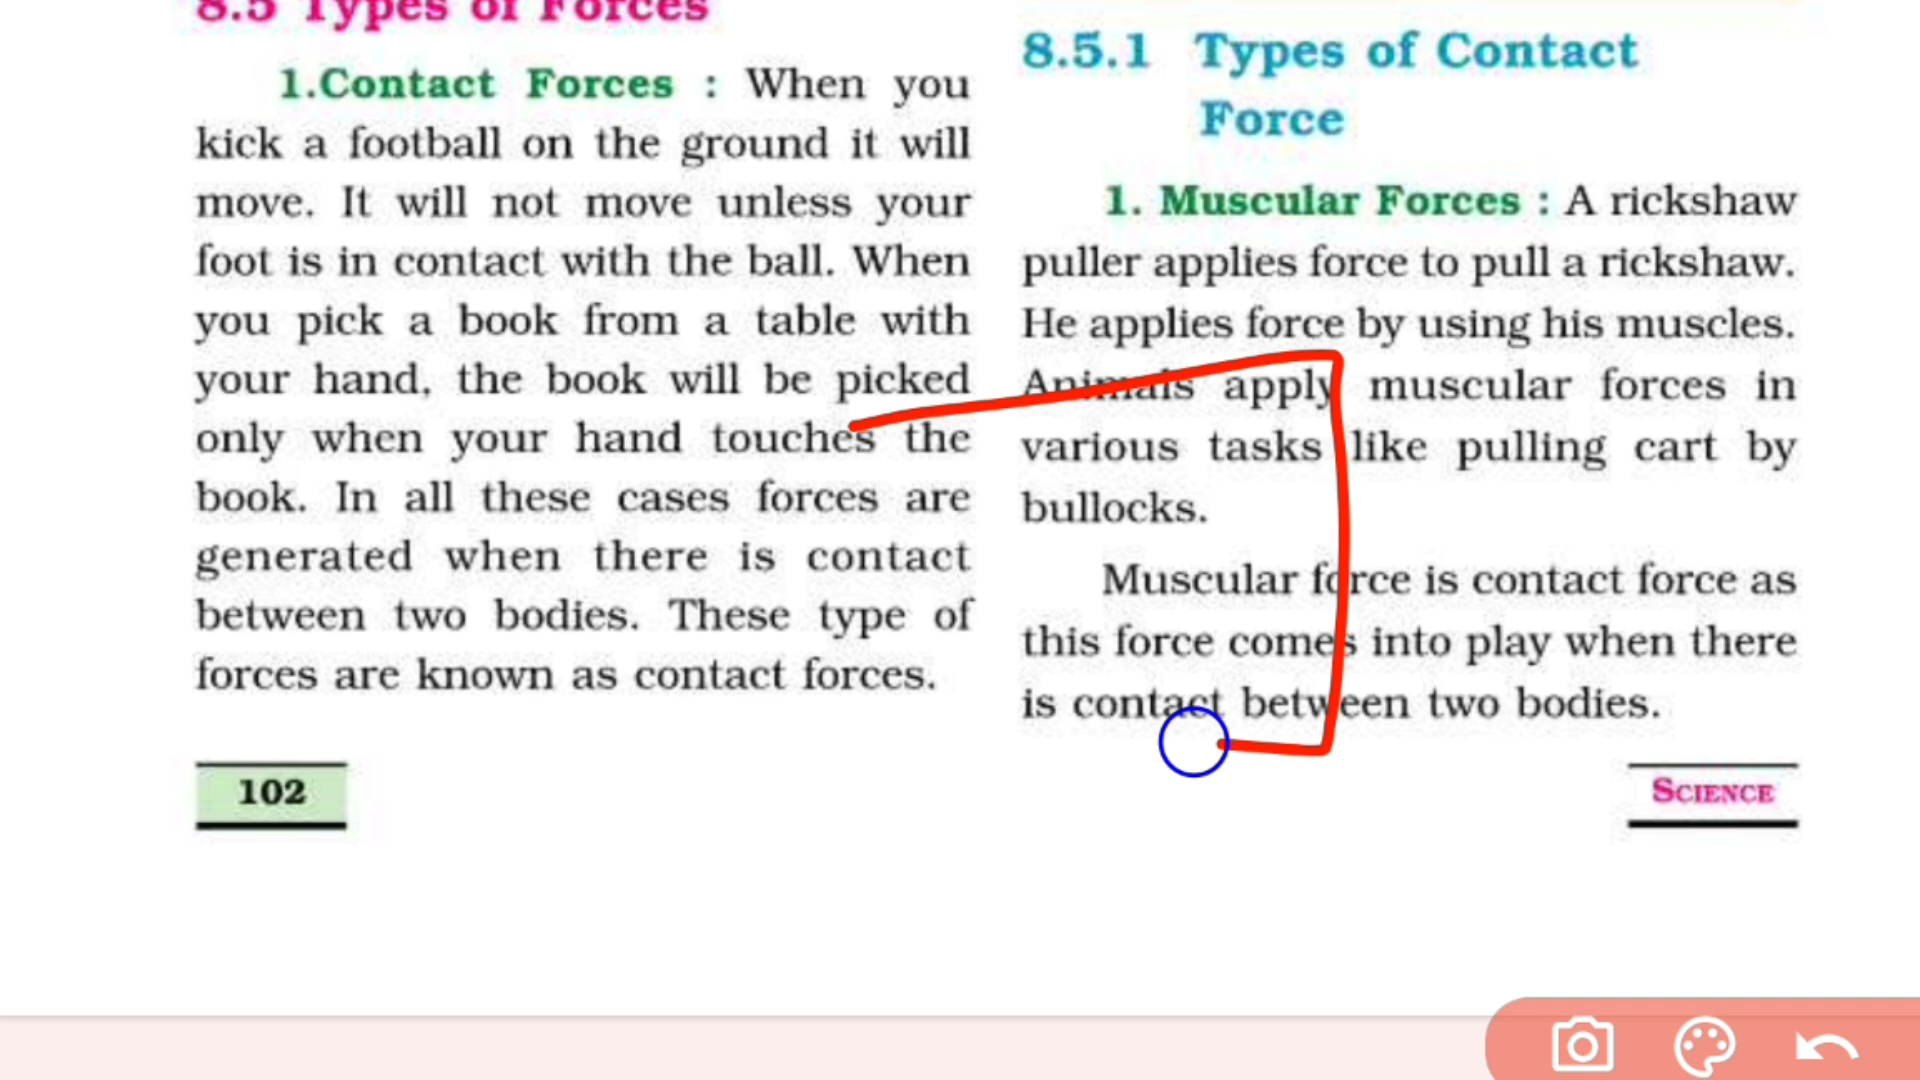 8.5 Types of Forces
1.Contact Forces : When you
kick a football on the ground it will
move. It will not move unless your
foot is in contact with the ball. When
you pick a book from a table with
your hand, the book will be picked
only when your hand touches the
book. In all these cases forces are
generated when there is contact
between two bodies. These type of
forces are known as contact forces.
102
8.5.1 Types of Contact
Force
1. Muscular Forces : A rickshaw
puller applies force to pull a rickshaw.
He applies force by using his muscles.
Animals apply muscular forces in
various tasks like pulling cart by
bullocks.
Muscular force is contact force as
this force comes into play when there
is contact between two bodies.
SCIENCE